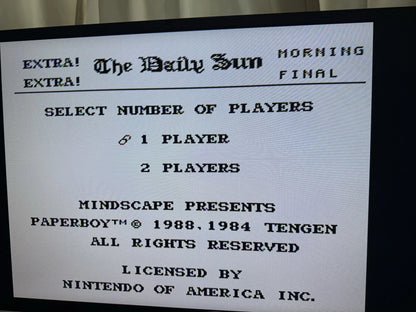 EXTRA! The Daily Sun MORNING
EXTRA! FINAL
SELECT NUMBER OF PLAYERS
1 PLAYER
2 PLAYERS
MINDSCAPE PRESENTS
PAPERBOY™® 1988,1984 TENGEN
ALL RIGHTS RESERVED
LICENSED BY
NINTENDO OF AMERICA INC.